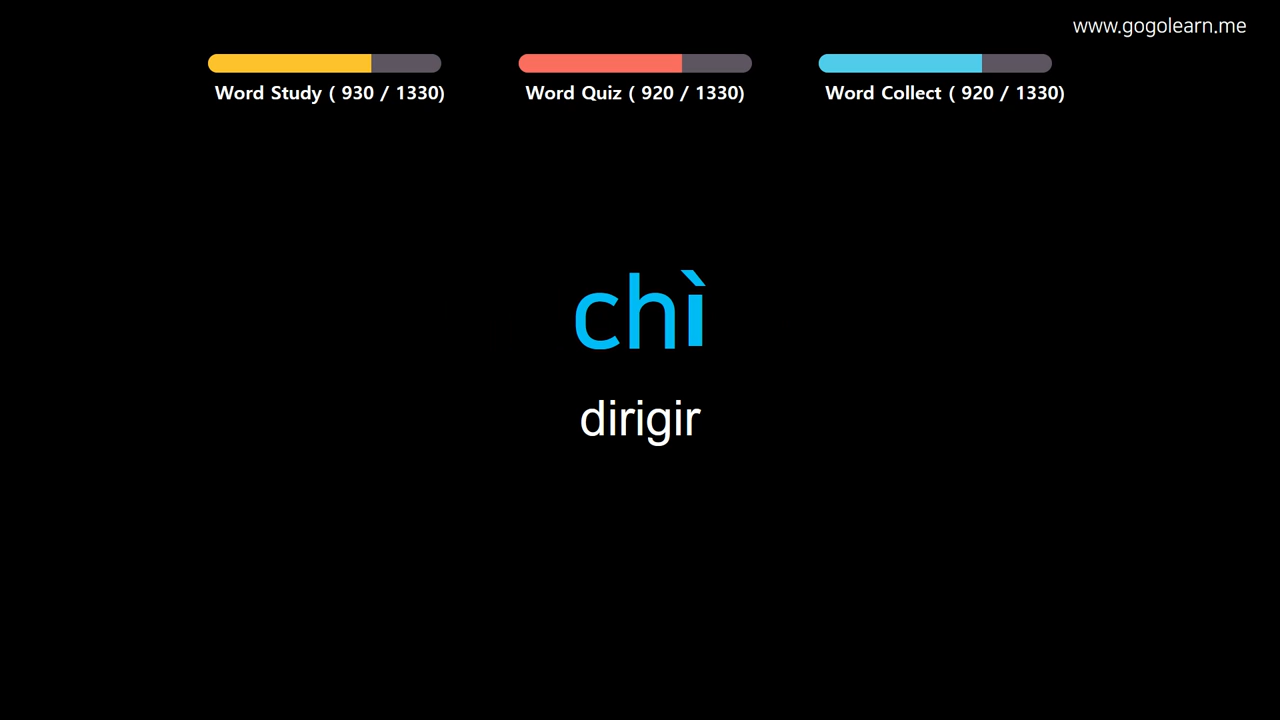 www.gogolearn.me
Word Study ( 930 / 1330)
Word Quiz ( 920 / 1330)
Word Collect ( 920 / 1330)
chì
dirigir